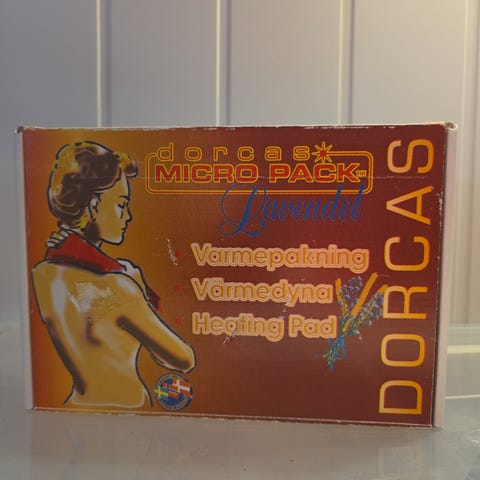 dorcas
MICRO PACK
Lavendel
Varmepakning
Värmedyna
Heating Pad
DORCAS